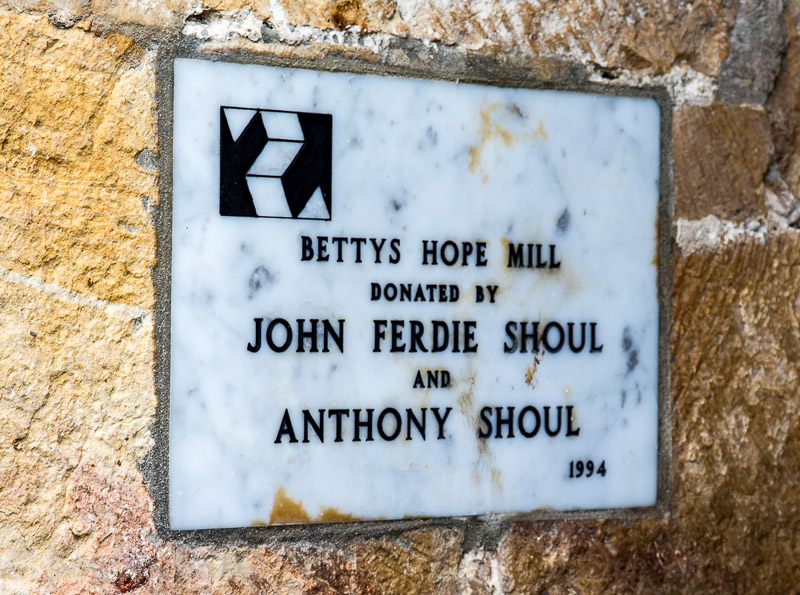 BETTYS HOPE MILL
DONATED BY
JOHN FERDIE SHOUL
AND
ANTHONY SHOUL
1994